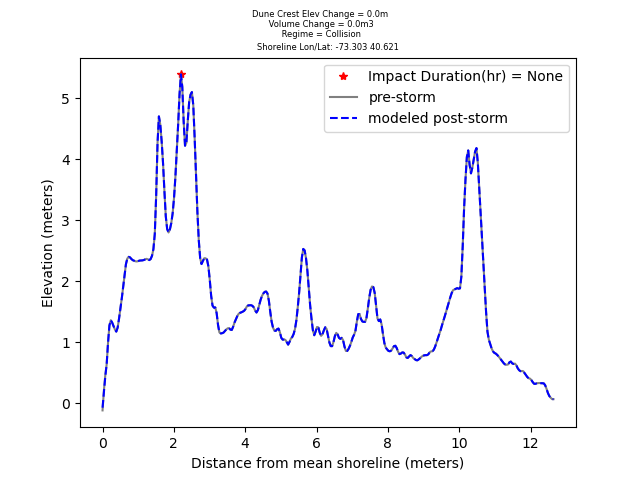 Dune Crest Elev Change = 0.0m
Volume Change = 0.0m3
Regime = Collision
Shoreline Lon/Lat: -73.303 40.621
Impact Duration(hr) = None
pre-storm
modeled post-storm
Elevation (meters)
5
4
3
2
1
0
0 2 4 6 8 10 12
Distance from mean shoreline (meters)